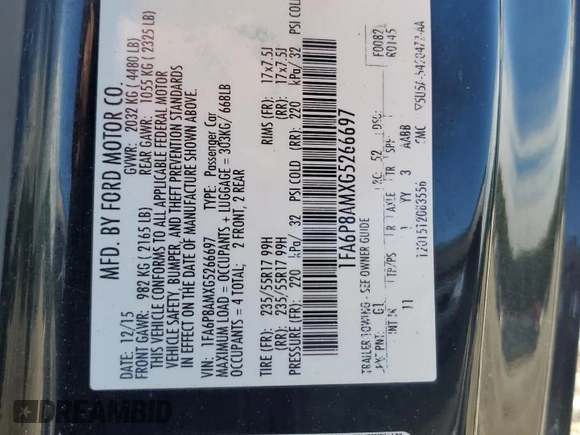 MFD. BY FORD MOTOR CO.
DATE: 12/15 GVWR: 2032 KG ( 4480 LB)
FRONT GAWR: 982 KG ( 2165 LB) REAR GAWR: 1055 KG ( 2325 LB)
THIS VEHICLE CONFORMS TO ALL APPLICABLE FEDERAL MOTOR
VEHICLE SAFETY, BUMPER, AND THEFT PREVENTION STANDARDS
IN EFFECT ON THE DATE OF MANUFACTURE SHOWN ABOVE.
VIN: 1FA6P8AMXG5266697 TYPE: Passenger Car
MAXIMUM LOAD = OCCUPANTS + LUGGAGE = 303KG/ 668LB
OCCUPANTS = 4 TOTAL: 2 FRONT, 2 REAR
TIRE (FR): 235/55R17 99H RIMS (FR): 17x7.5J
(RR): 235/55R17 99H (RR): 17x7.5J
PRESSURE (FR): 220 kPa/ 32 PSI COLD (RR): 220 kPa/ 32 PSI COLD
1FA6P8AMXG5266697
TRAILER TOWING - SEE OWNER GUIDE
EXT PNT: G1 RC: 52 DSO: F0082
R0145
INT TR TP/PS R AXLE TR SPR
11 1 YY 3 AABB
DREAMBID